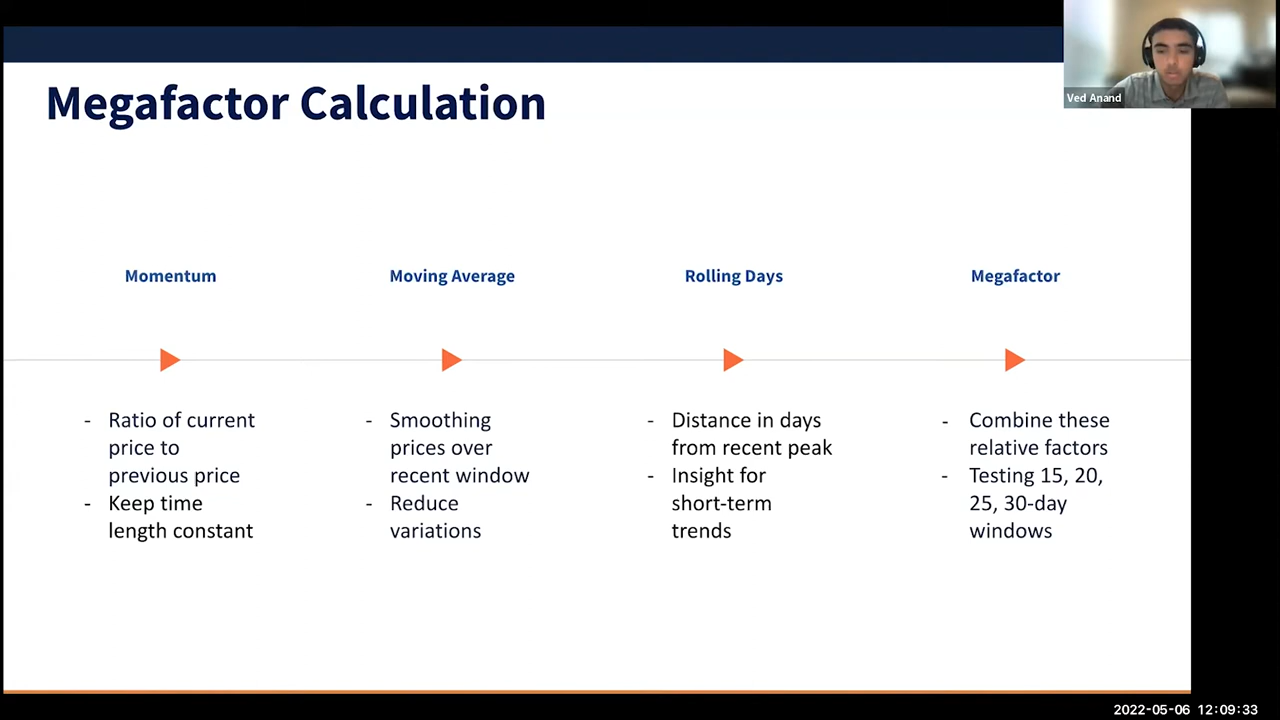 Megafactor Calculation
Ved Anand
Momentum
Moving Average
Rolling Days
Megafactor
- Ratio of current
price to
previous price
- Keep time
length constant
- Smoothing
prices over
recent window
- Reduce
variations
- Distance in days
from recent peak
- Insight for
short-term
trends
- Combine these
relative factors
- Testing 15, 20,
25, 30-day
windows
2022-05-06 12:09:33